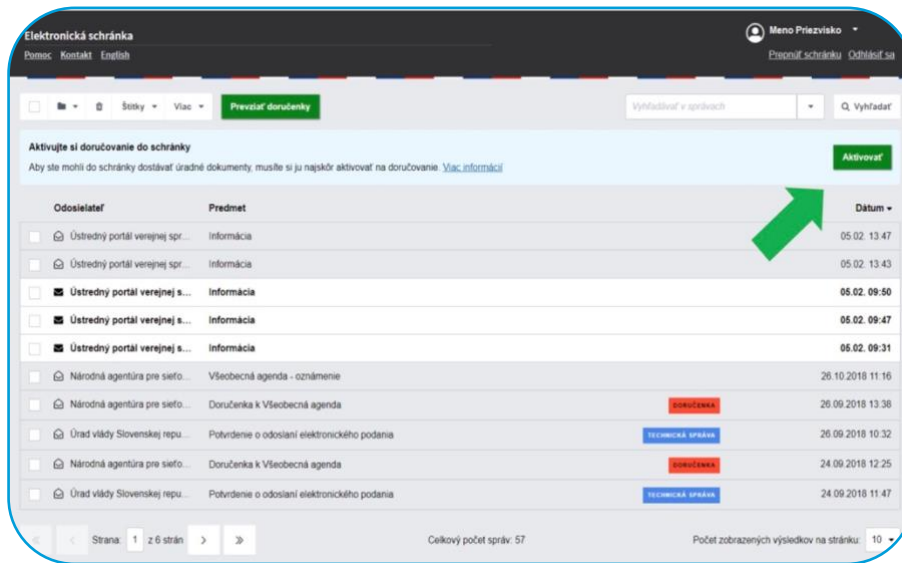 Elektronická schránka
Meno Priezvisko
Pomoc Kontakt English
Prepnúť schránku Odhlásiť sa
Štítky Viac Prevziať doručenky Vyhľadávať v správach Vyhľadať
Aktivujte si doručovanie do schránky
Aby ste mohli do schránky dostávať úradné dokumenty, musíte si ju najskôr aktivovať na doručovanie. Viac informácií
Aktivovať
Odosielateľ Predmet Dátum
Ústredný portál verejnej spr... Informácia 05.02. 13:47
Ústredný portál verejnej spr... Informácia 05.02. 13:43
Ústredný portál verejnej s... Informácia 05.02. 09:50
Ústredný portál verejnej s... Informácia 05.02. 09:47
Ústredný portál verejnej s... Informácia 05.02. 09:31
Národná agentúra pre sieťo... Všeobecná agenda - oznámenie 26.10.2018 11:16
Národná agentúra pre sieťo... Doručenka k Všeobecná agenda DORUČENKA 26.09.2018 13:38
Úrad vlády Slovenskej repu... Potvrdenie o odoslaní elektronického podania TECHNICKÁ SPRÁVA 26.09.2018 10:32
Národná agentúra pre sieťo... Doručenka k Všeobecná agenda DORUČENKA 24.09.2018 12:25
Úrad vlády Slovenskej repu... Potvrdenie o odoslaní elektronického podania TECHNICKÁ SPRÁVA 24.09.2018 11:47
Strana: 1 z 6 strán Celkový počet správ: 57 Počet zobrazených výsledkov na stránku: 10